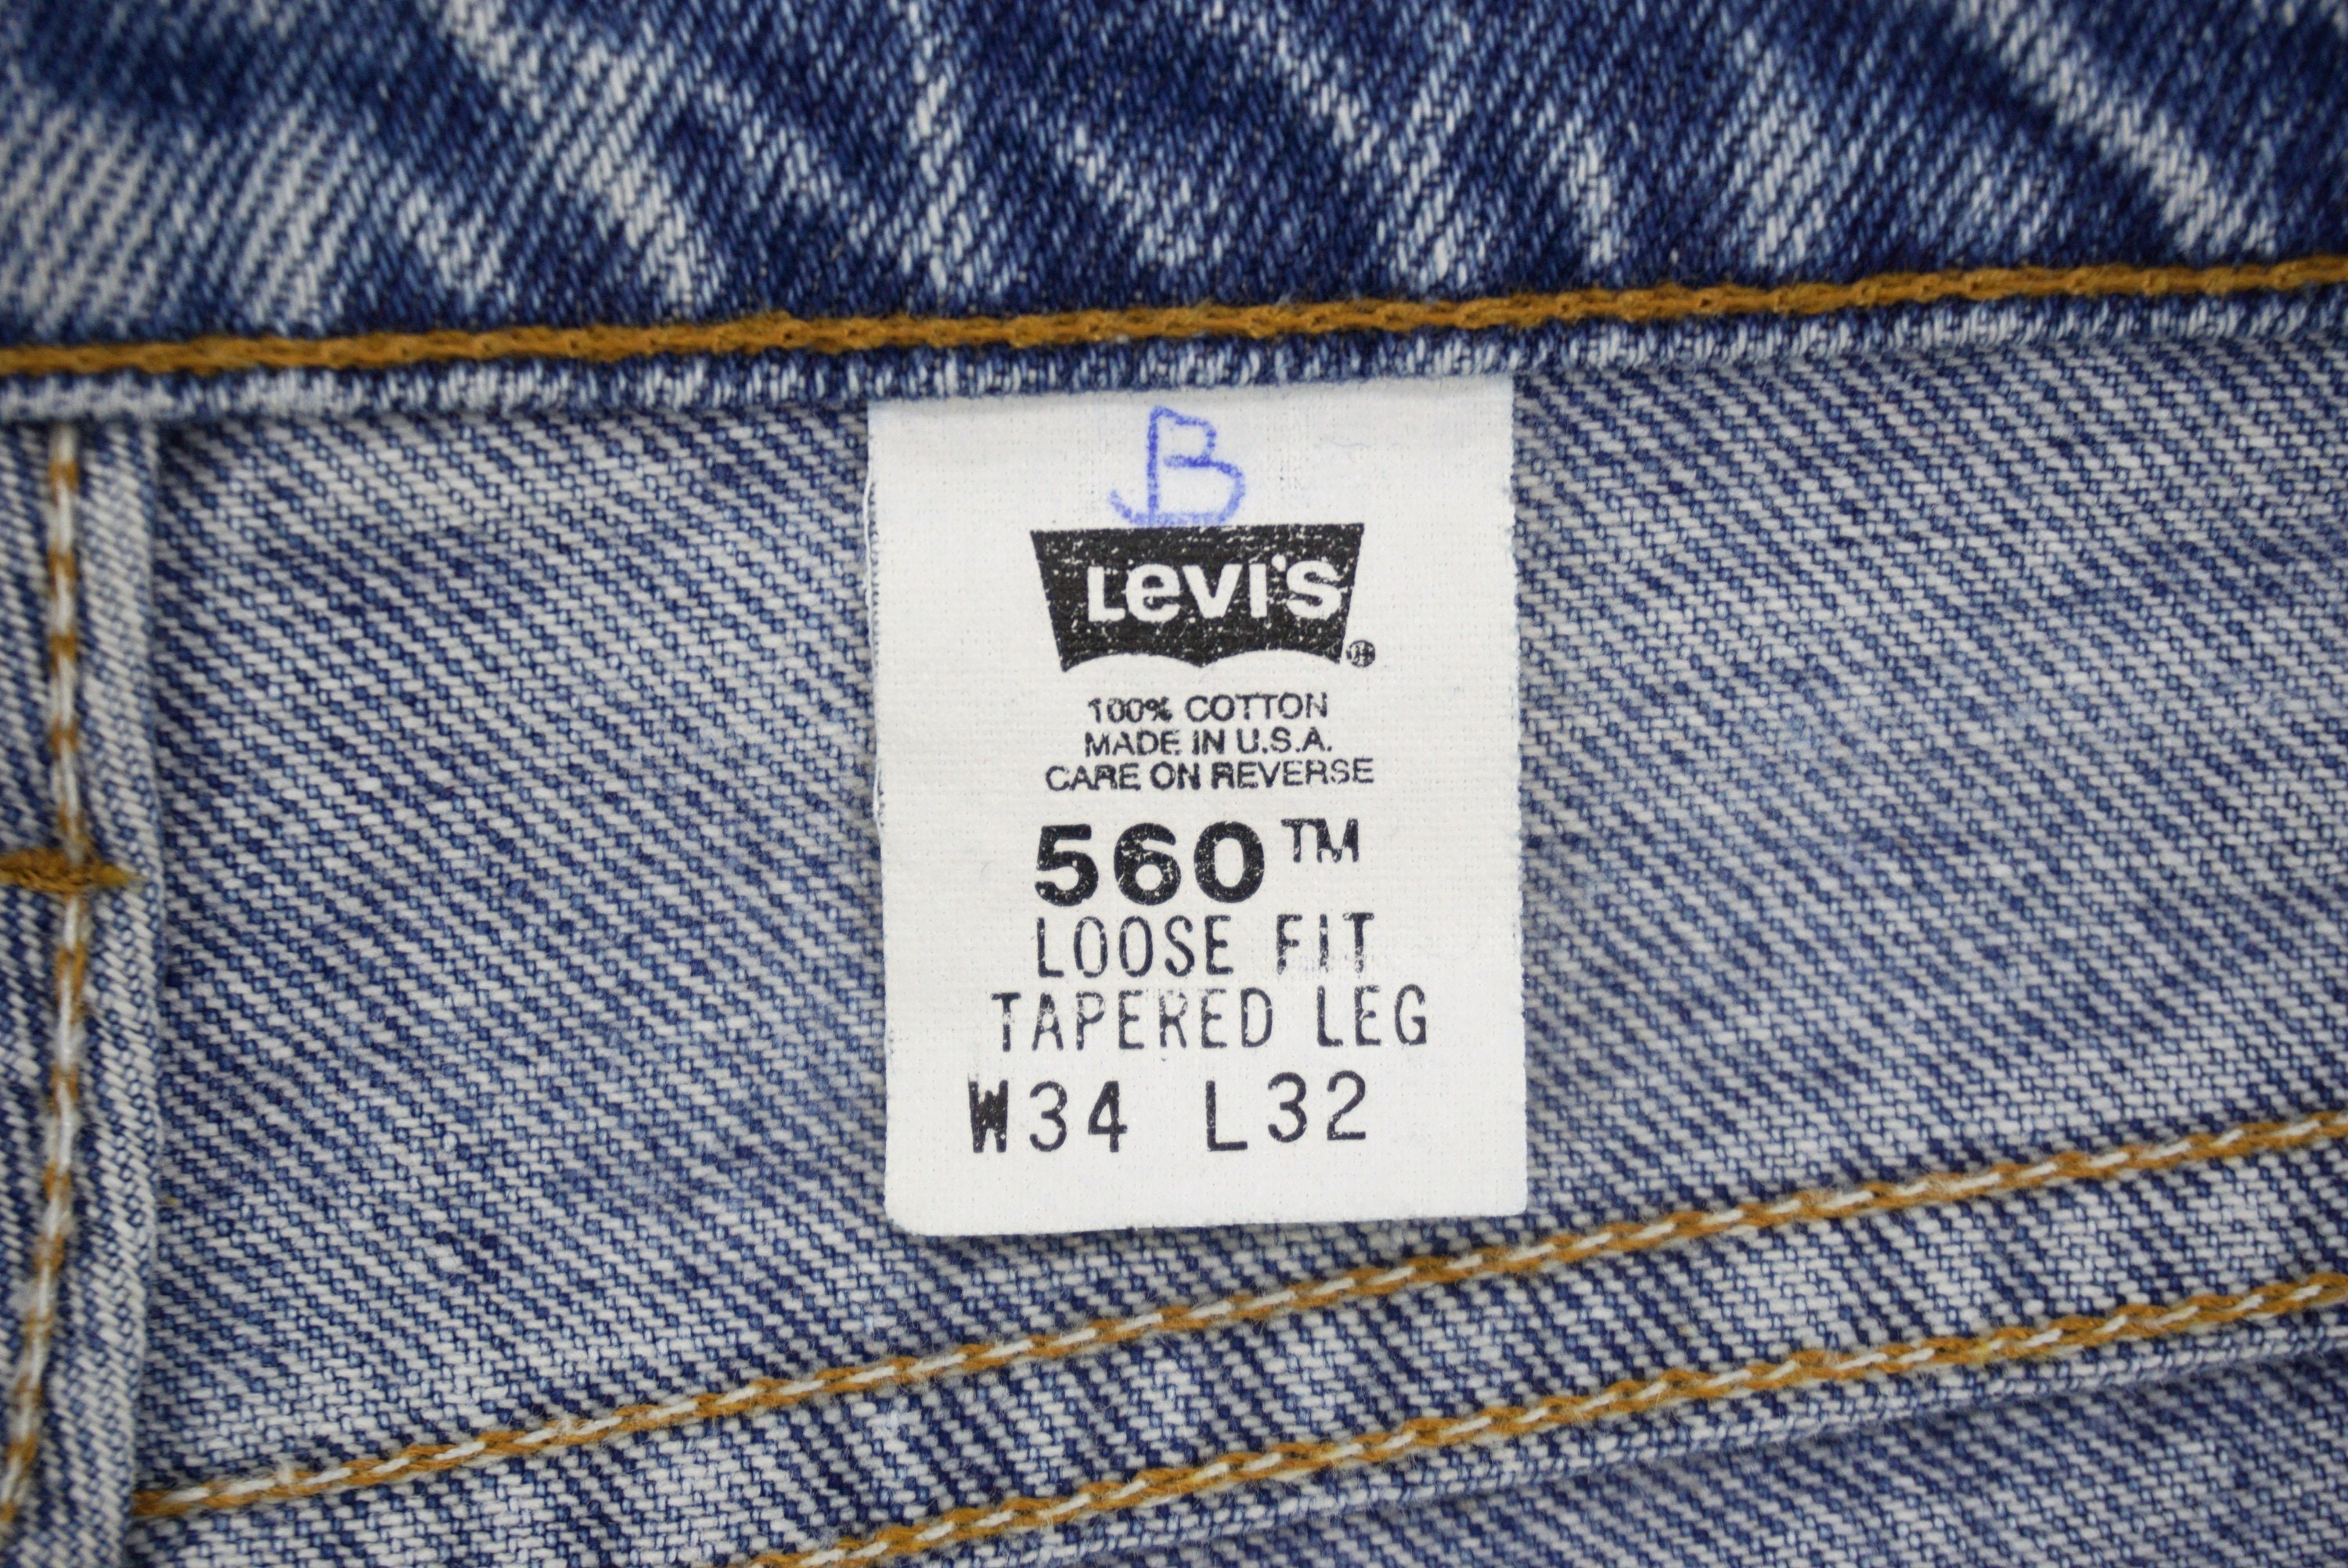 B
Levi's ®
100% COTTON
MADE IN U.S.A.
CARE ON REVERSE
560™
LOOSE FIT
TAPERED LEG
W34 L32